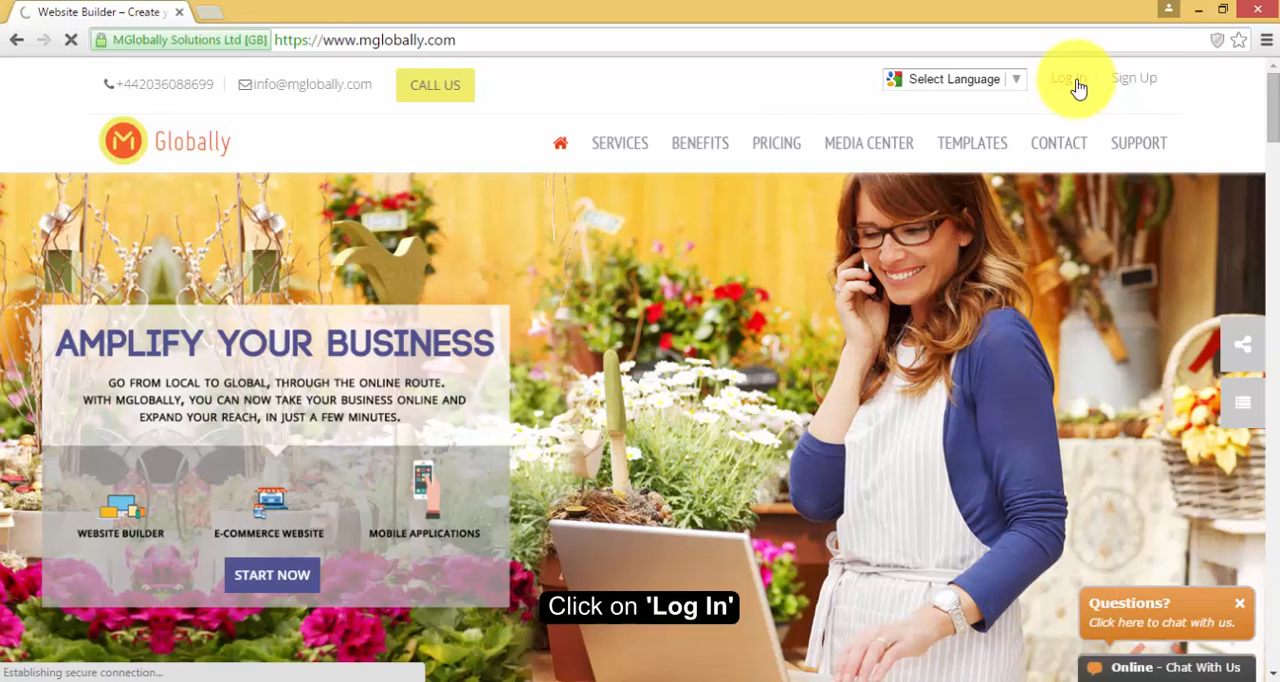 Website Builder – Create y
MGlobally Solutions Ltd [GB]
https://www.mglobally.com
+442036088699
info@mglobally.com
CALL US
Select Language
Log In
Sign Up
M Globally
SERVICES
BENEFITS
PRICING
MEDIA CENTER
TEMPLATES
CONTACT
SUPPORT
AMPLIFY YOUR BUSINESS
GO FROM LOCAL TO GLOBAL, THROUGH THE ONLINE ROUTE.
WITH MGLOBALLY, YOU CAN NOW TAKE YOUR BUSINESS ONLINE AND
EXPAND YOUR REACH, IN JUST A FEW MINUTES.
WEBSITE BUILDER
E-COMMERCE WEBSITE
MOBILE APPLICATIONS
START NOW
Click on 'Log In'
Questions?
Click here to chat with us.
Online - Chat With Us
Establishing secure connection...